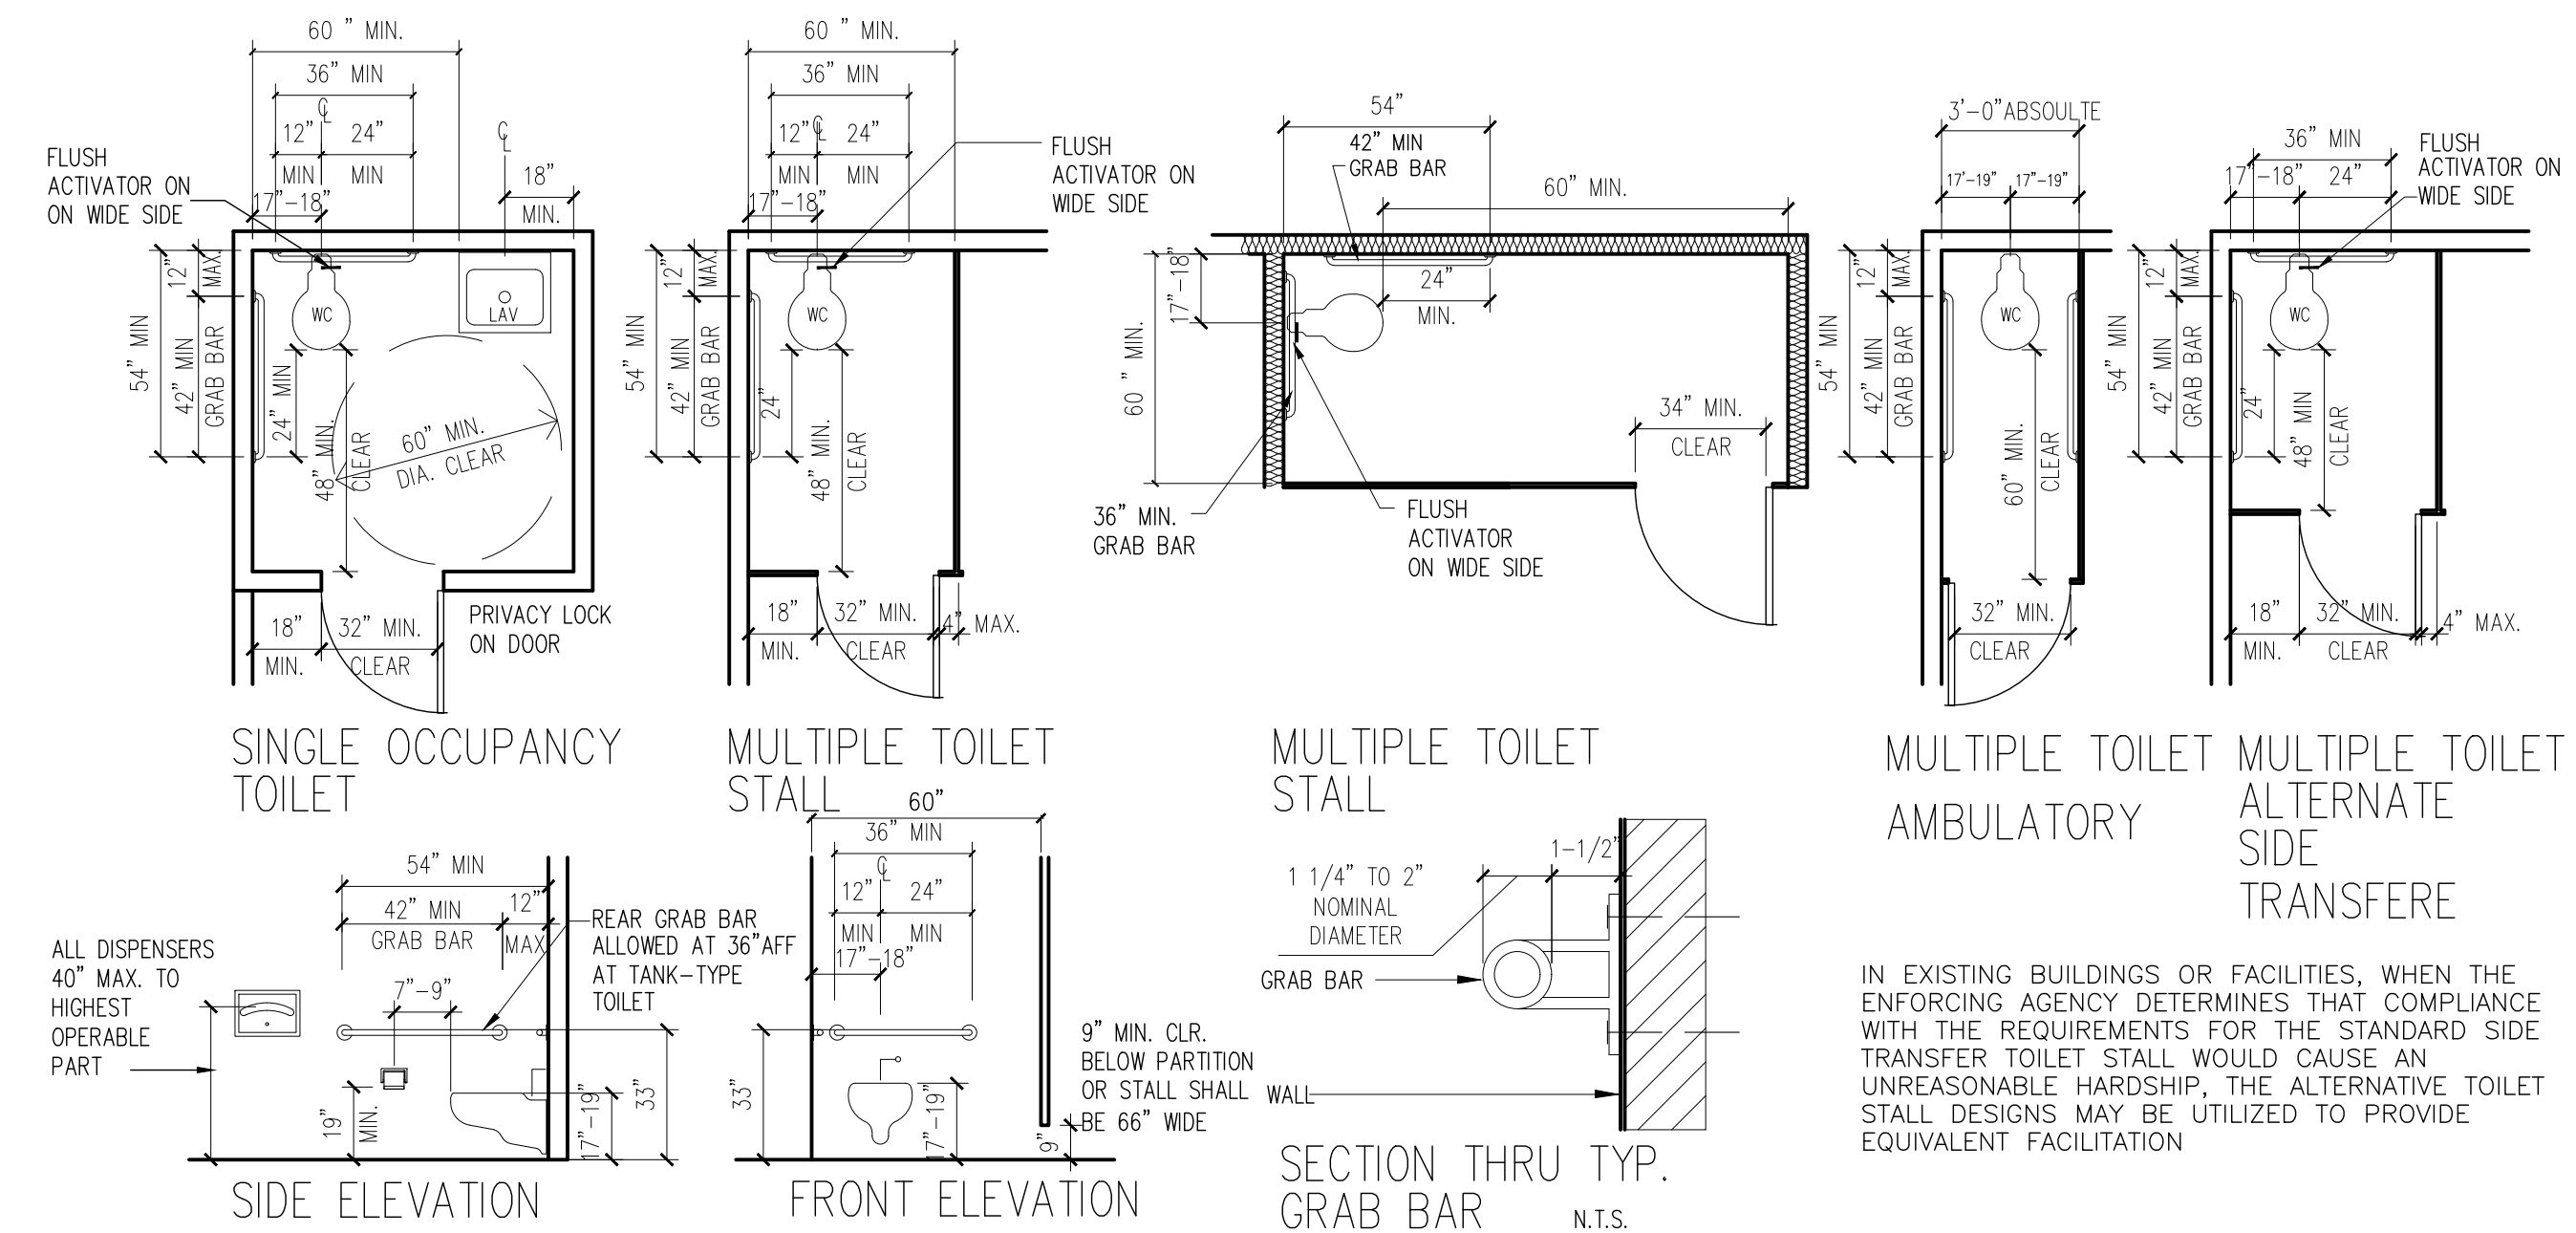 60 " MIN.
36" MIN
℄
12" 24"
MIN MIN
17"-18"
℄
18"
MIN.
FLUSH
ACTIVATOR ON
ON WIDE SIDE
12"
MAX.
54" MIN
42" MIN
GRAB BAR
WC
LAV
24" MIN
48" MIN.
CLEAR
60" MIN.
DIA. CLEAR
18"
MIN.
32" MIN.
CLEAR
PRIVACY LOCK
ON DOOR
SINGLE OCCUPANCY
TOILET
60 " MIN.
36" MIN
12" ℄ 24"
MIN MIN
17"-18"
FLUSH
ACTIVATOR ON
WIDE SIDE
12"
MAX.
54" MIN
42" MIN
GRAB BAR
WC
24"
48" MIN.
CLEAR
18"
MIN.
32" MIN.
CLEAR
4" MAX.
MULTIPLE TOILET
STALL
54"
42" MIN
GRAB BAR
60" MIN.
17"-18"
60 " MIN.
24"
MIN.
34" MIN.
CLEAR
36" MIN.
GRAB BAR
FLUSH
ACTIVATOR
ON WIDE SIDE
MULTIPLE TOILET
STALL
3'-0"ABSOULTE
17'-19" 17"-19"
12"
MAX.
54" MIN
42" MIN
GRAB BAR
WC
60" MIN.
CLEAR
32" MIN.
CLEAR
MULTIPLE TOILET
AMBULATORY
36" MIN
17"-18" 24"
FLUSH
ACTIVATOR ON
WIDE SIDE
12"
MAX.
54" MIN
42" MIN
GRAB BAR
WC
24"
48" MIN
CLEAR
18"
MIN.
32" MIN.
CLEAR
4" MAX.
MULTIPLE TOILET
ALTERNATE
SIDE
TRANSFERE
54" MIN
42" MIN
GRAB BAR
12"
MAX
REAR GRAB BAR
ALLOWED AT 36"AFF
AT TANK-TYPE
TOILET
ALL DISPENSERS
40" MAX. TO
HIGHEST
OPERABLE
PART
7"-9"
19"
MIN.
17"-19"
33"
SIDE ELEVATION
60"
36" MIN
℄
12" 24"
MIN MIN
17"-18"
33"
17"-19"
9"
9" MIN. CLR.
BELOW PARTITION
OR STALL SHALL
BE 66" WIDE
FRONT ELEVATION
1-1/2"
1 1/4" TO 2"
NOMINAL
DIAMETER
GRAB BAR
WALL
SECTION THRU TYP.
GRAB BAR
N.T.S.
IN EXISTING BUILDINGS OR FACILITIES, WHEN THE
ENFORCING AGENCY DETERMINES THAT COMPLIANCE
WITH THE REQUIREMENTS FOR THE STANDARD SIDE
TRANSFER TOILET STALL WOULD CAUSE AN
UNREASONABLE HARDSHIP, THE ALTERNATIVE TOILET
STALL DESIGNS MAY BE UTILIZED TO PROVIDE
EQUIVALENT FACILITATION